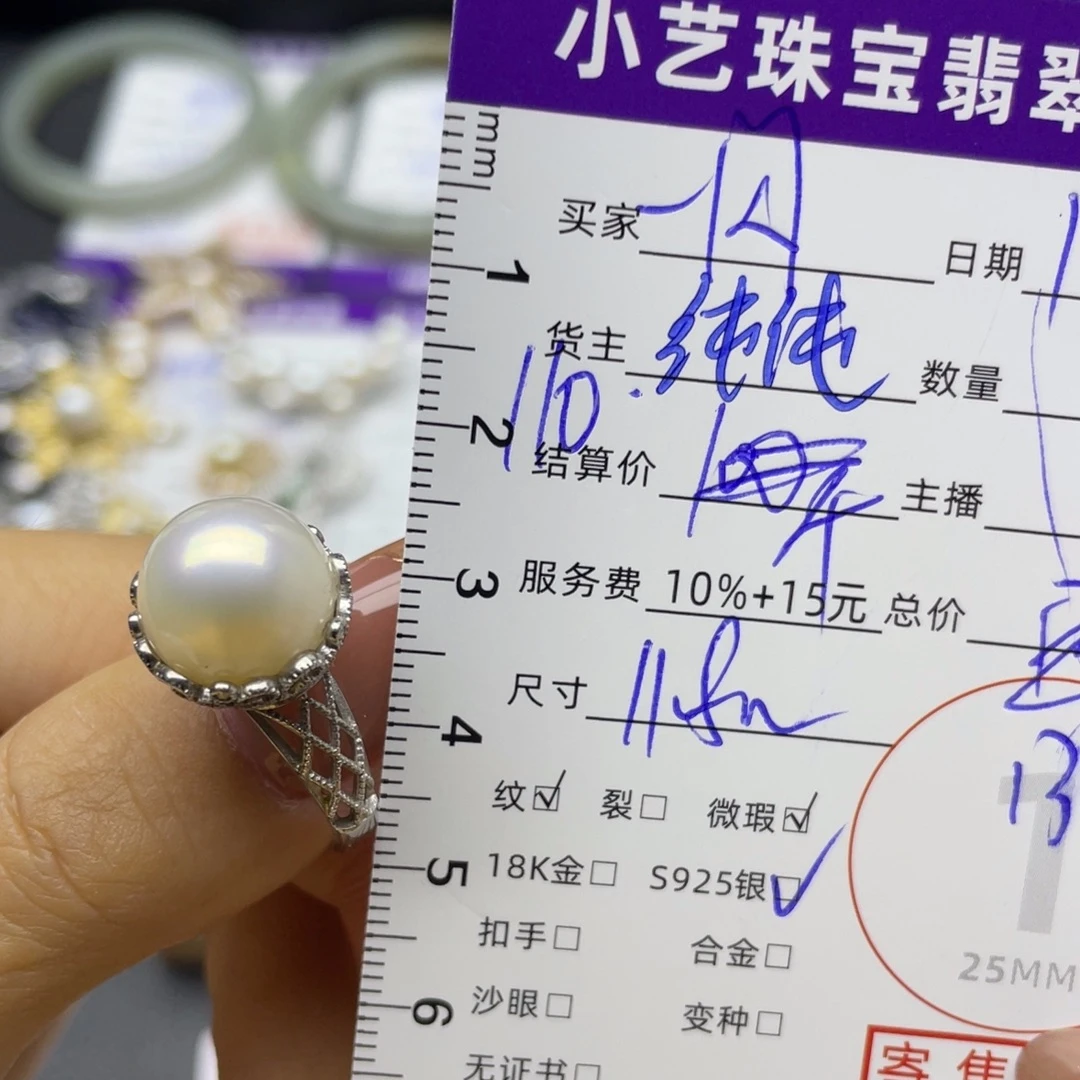 小艺珠宝翡翠
mm
买家 日期
1
货主 纯纯 数量
110.
2
结算价 主播
3
服务费 10%+15元 总价
尺寸 11
4
纹☑ 裂□ 微瑕☑
5
18K金□ S925银☑
13
扣手□ 合金□
25MM
6
沙眼□ 变种□
无证书□
寄售